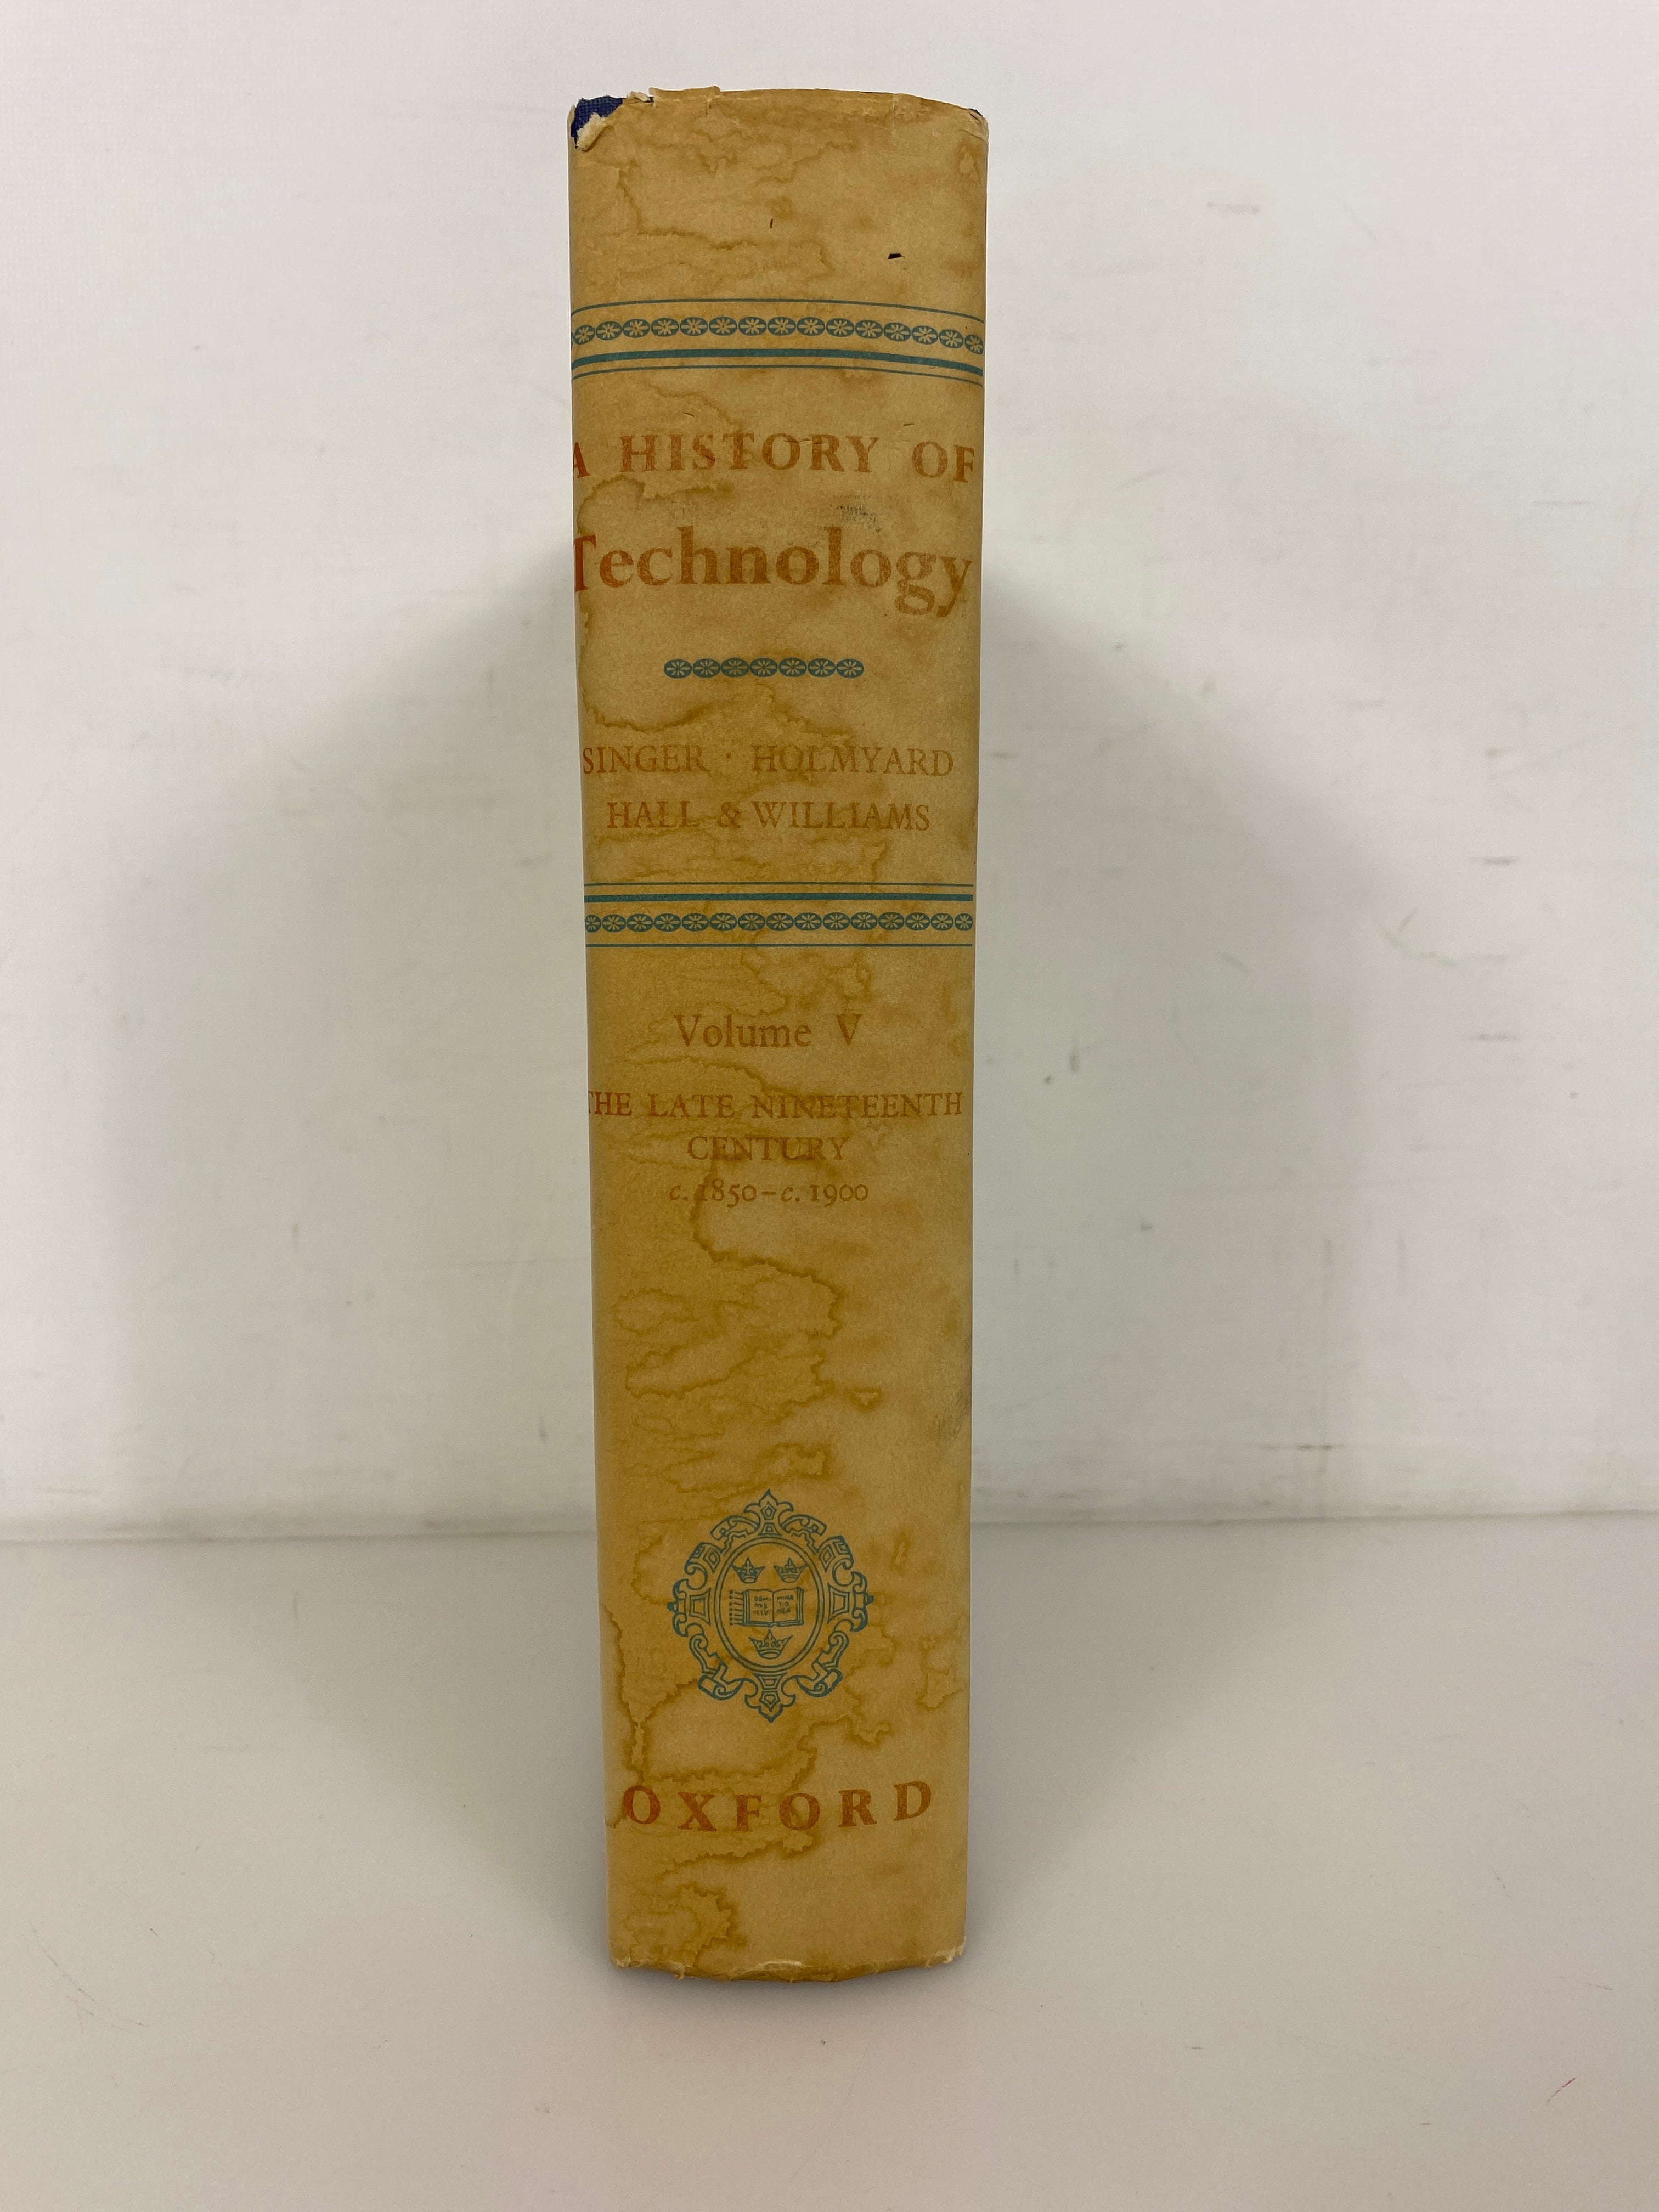 A HISTORY OF
Technology
SINGER · HOLMYARD
HALL & WILLIAMS
Volume V
THE LATE NINETEENTH
CENTURY
c. 1850–c. 1900
OXFORD